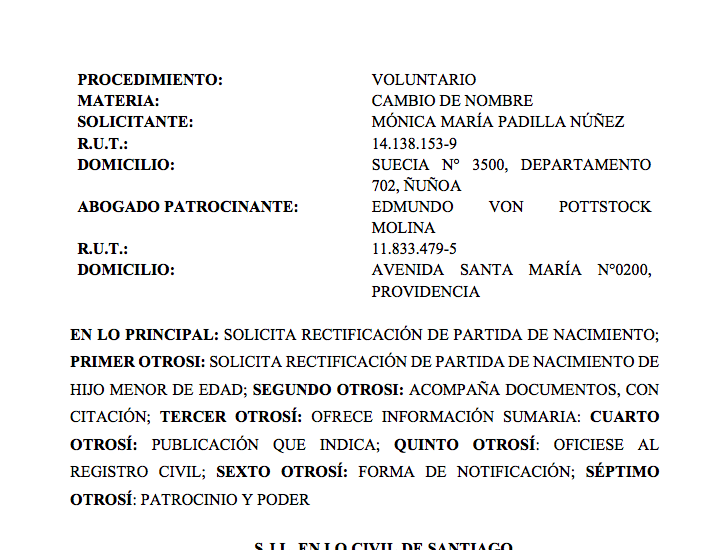 PROCEDIMIENTO: VOLUNTARIO
MATERIA: CAMBIO DE NOMBRE
SOLICITANTE: MÓNICA MARÍA PADILLA NÚÑEZ
R.U.T.: 14.138.153-9
DOMICILIO: SUECIA N° 3500, DEPARTAMENTO
702, ÑUÑOA
ABOGADO PATROCINANTE: EDMUNDO VON POTTSTOCK
MOLINA
R.U.T.: 11.833.479-5
DOMICILIO: AVENIDA SANTA MARÍA N°0200,
PROVIDENCIA
EN LO PRINCIPAL: SOLICITA RECTIFICACIÓN DE PARTIDA DE NACIMIENTO;
PRIMER OTROSI: SOLICITA RECTIFICACIÓN DE PARTIDA DE NACIMIENTO DE
HIJO MENOR DE EDAD; SEGUNDO OTROSI: ACOMPAÑA DOCUMENTOS, CON
CITACIÓN; TERCER OTROSÍ: OFRECE INFORMACIÓN SUMARIA: CUARTO
OTROSÍ: PUBLICACIÓN QUE INDICA; QUINTO OTROSÍ: OFICIESE AL
REGISTRO CIVIL; SEXTO OTROSÍ: FORMA DE NOTIFICACIÓN; SÉPTIMO
OTROSÍ: PATROCINIO Y PODER
EN LO CIVIL DE SANTIAGO